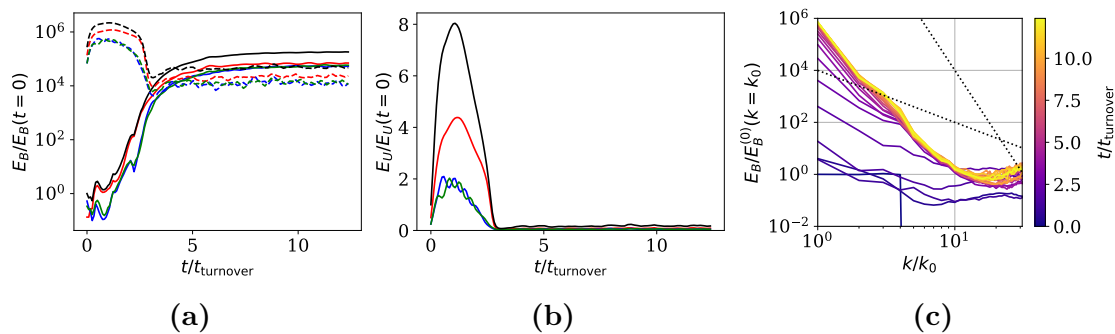 E_B/E_B(t = 0)
10^6
10^4
10^2
10^0
0
5
10
t/t_turnover
(a)
E_U/E_U(t = 0)
8
6
4
2
0
0
5
10
t/t_turnover
(b)
E_B/E_B^(0)(k = k_0)
10^6
10^4
10^2
10^0
10^−2
10^0
10^1
k/k_0
10.0
7.5
5.0
2.5
0.0
t/t_turnover
(c)